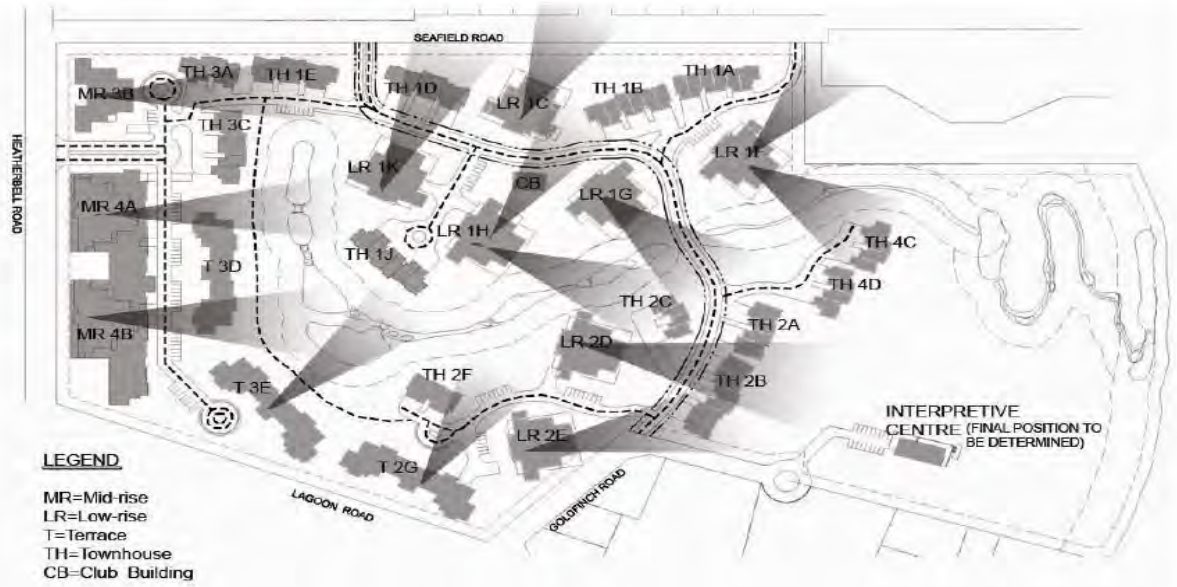 SEAFIELD ROAD
TH 3A
TH 1E
MR 3B
TH 1D
LR 1C
TH 1B
TH 1A
TH 3C
HEATHERBELL ROAD
LR 1K
LR 1F
CB
LR 1G
MR 4A
LR 1H
TH 1J
TH 4C
T 3D
TH 4D
TH 2C
TH 2A
MR 4B
LR 2D
TH 2B
TH 2F
T 3E
INTERPRETIVE
CENTRE (FINAL POSITION TO
BE DETERMINED)
LR 2E
T 2G
GOLDFINCH ROAD
LAGOON ROAD
LEGEND
MR=Mid-rise
LR=Low-rise
T=Terrace
TH=Townhouse
CB=Club Building